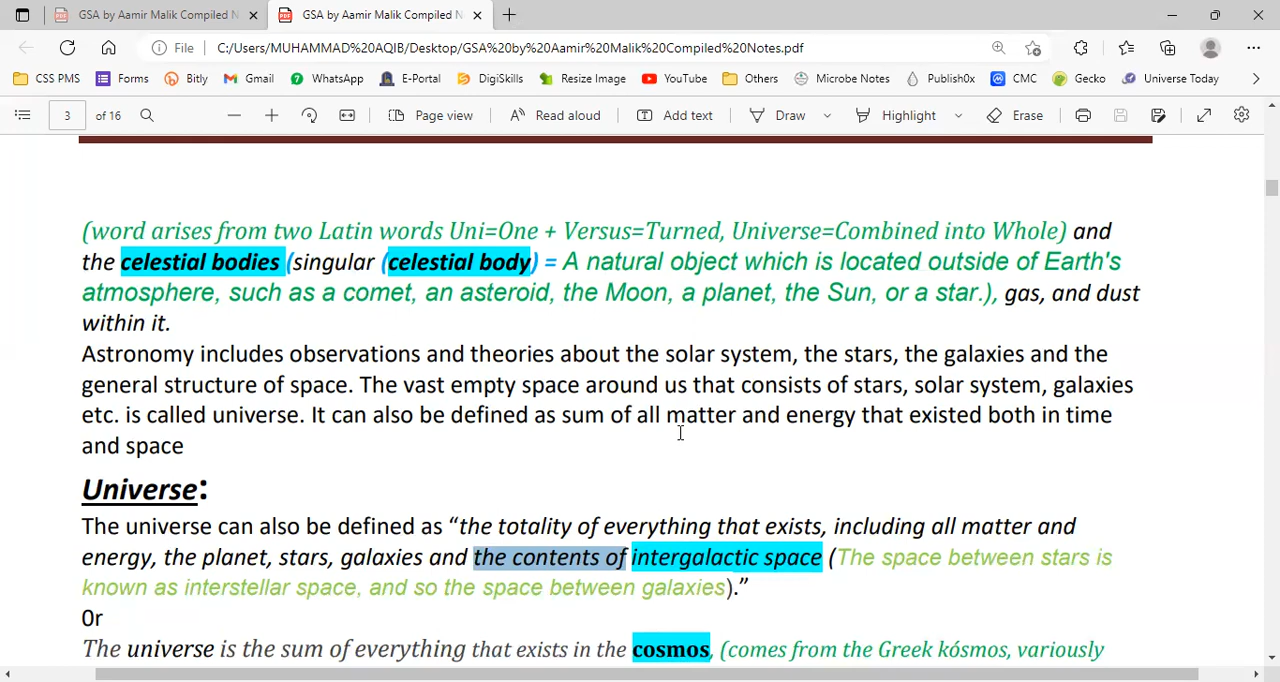 GSA by Aamir Malik Compiled N
GSA by Aamir Malik Compiled N
File C:/Users/MUHAMMAD%20AQIB/Desktop/GSA%20by%20Aamir%20Malik%20Compiled%20Notes.pdf
CSS PMS Forms Bitly Gmail WhatsApp E-Portal DigiSkills Resize Image YouTube Others Microbe Notes Publish0x CMC Gecko Universe Today
3 of 16 Page view Read aloud Add text Draw Highlight Erase
(word arises from two Latin words Uni=One + Versus=Turned, Universe=Combined into Whole) and
the celestial bodies (singular (celestial body) = A natural object which is located outside of Earth's
atmosphere, such as a comet, an asteroid, the Moon, a planet, the Sun, or a star.), gas, and dust
within it.
Astronomy includes observations and theories about the solar system, the stars, the galaxies and the
general structure of space. The vast empty space around us that consists of stars, solar system, galaxies
etc. is called universe. It can also be defined as sum of all matter and energy that existed both in time
and space
Universe:
The universe can also be defined as “the totality of everything that exists, including all matter and
energy, the planet, stars, galaxies and the contents of intergalactic space (The space between stars is
known as interstellar space, and so the space between galaxies).”
0r
The universe is the sum of everything that exists in the cosmos, (comes from the Greek kósmos, variously